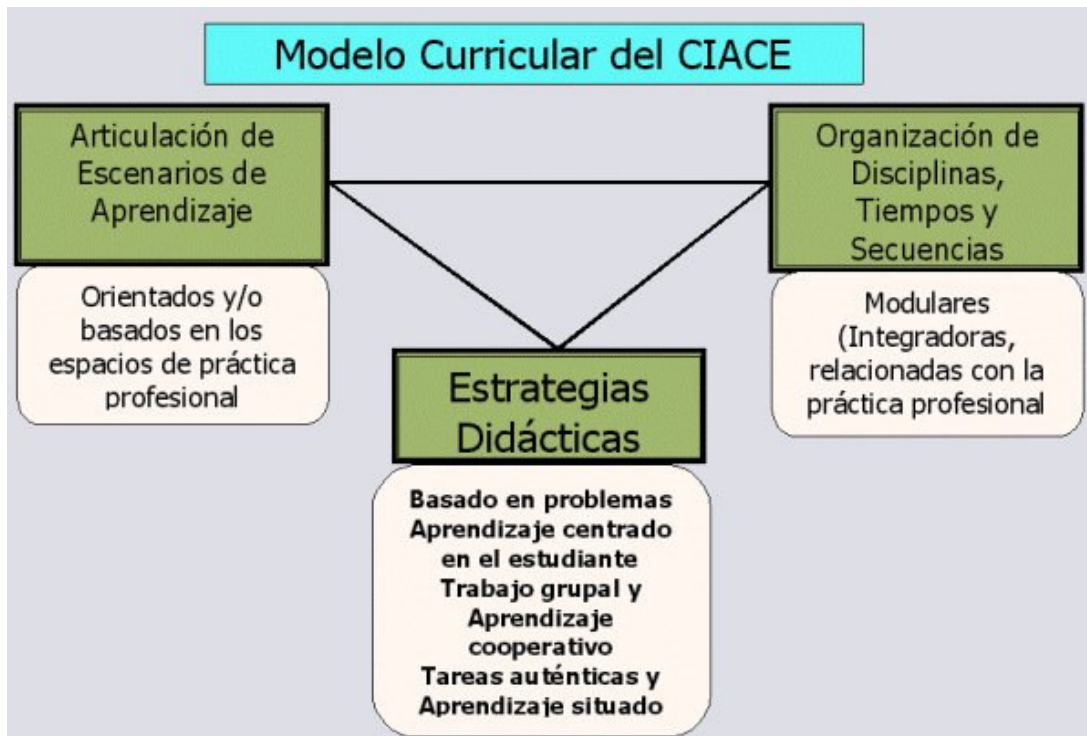 Modelo Curricular del CIACE
Articulación de
Escenarios de
Aprendizaje
Orientados y/o
basados en los
espacios de práctica
profesional
Organización de
Disciplinas,
Tiempos y
Secuencias
Modulares
(Integradoras,
relacionadas con la
práctica profesional
Estrategias
Didácticas
Basado en problemas
Aprendizaje centrado
en el estudiante
Trabajo grupal y
Aprendizaje
cooperativo
Tareas auténticas y
Aprendizaje situado